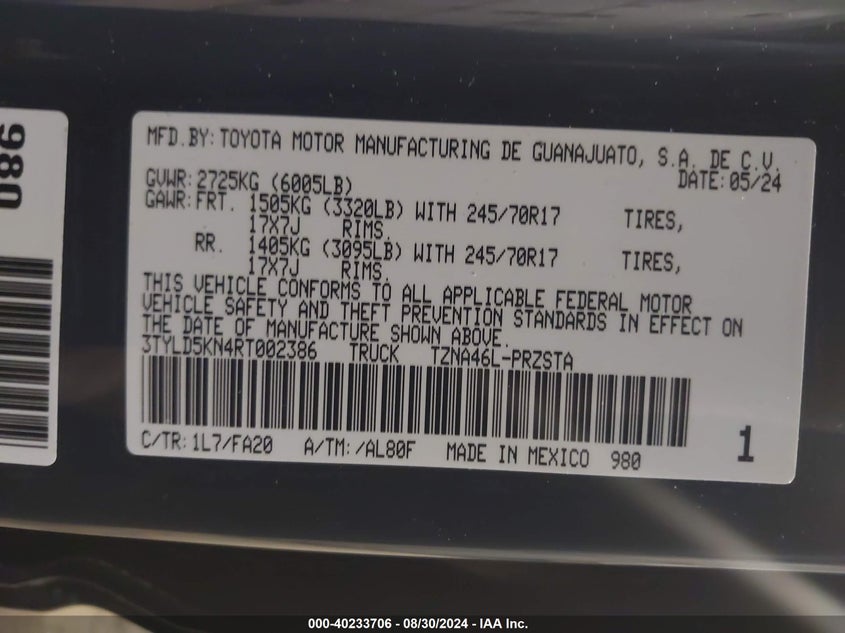 980
MFD.BY: TOYOTA MOTOR MANUFACTURING DE GUANAJUATO, S.A. DE C.V.
GVWR: 2725KG (6005LB) DATE: 05/24
GAWR: FRT. 1505KG (3320LB) WITH 245/70R17 TIRES,
17X7J RIMS,
RR. 1405KG (3095LB) WITH 245/70R17 TIRES,
17X7J RIMS,
THIS VEHICLE CONFORMS TO ALL APPLICABLE FEDERAL MOTOR
VEHICLE SAFETY AND THEFT PREVENTION STANDARDS IN EFFECT ON
THE DATE OF MANUFACTURE SHOWN ABOVE.
3TYLD5KN4RT002386 TRUCK TZNA46L-PRZSTA
C/TR: 1L7/FA20 A/TM: /AL80F MADE IN MEXICO 980 1
000-40233706 - 08/30/2024 - IAA Inc.